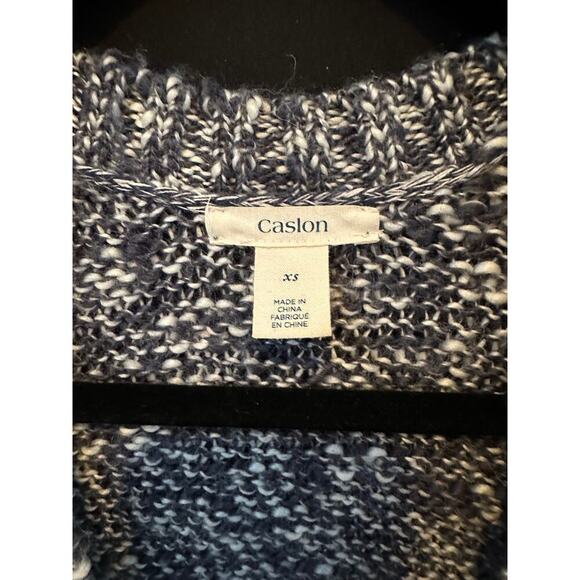 Caslon
xs
MADE IN
CHINA
FABRIQUÉ
EN CHINE